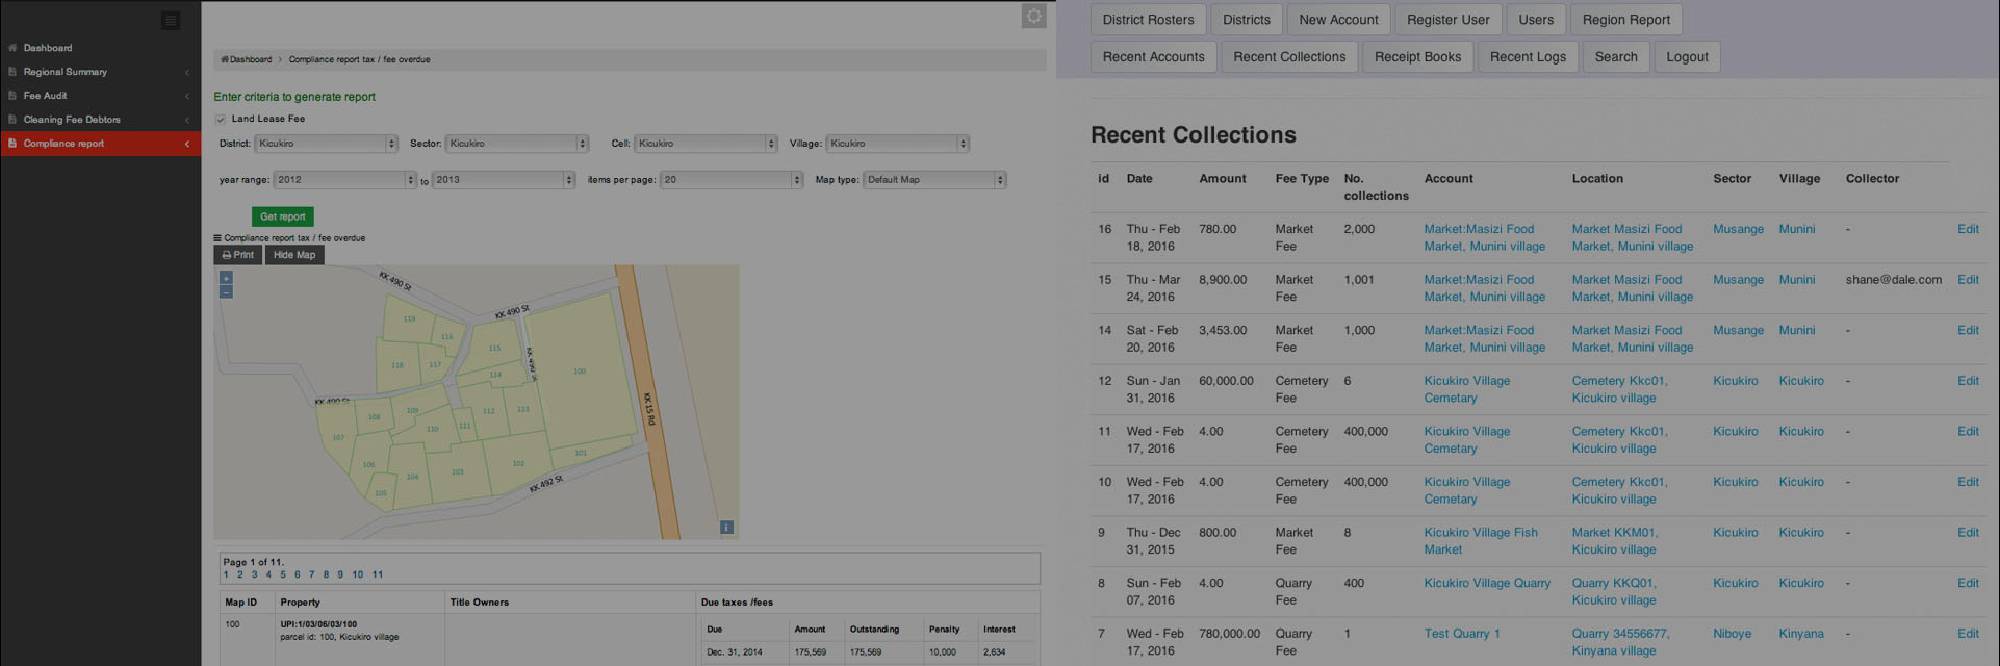 Dashboard
Regional Summary
Fee Audit
Cleaning Fee Debtors
Compliance report
Dashboard > Compliance report tax / fee overdue
Enter criteria to generate report
Land Lease Fee
District: Kicukiro Sector: Kicukiro Cell: Kicukiro Village: Kicukiro
year range: 2012 to 2013 items per page: 20 Map type: Default Map
Get report
Compliance report tax / fee overdue
Print Hide Map
+
-
KK 490 St
KK 490 St
113
116
115
118
117
114
100
KK 490 St
108
109
112
113
107
110
111
KK 15 Rd
106
104
103
102
101
105
KK 492 St
i
Page 1 of 11.
1 2 3 4 5 6 7 8 9 10 11
Map ID Property Title Owners Due taxes /fees
100 UPI:1/03/06/03/100
parcel id: 100, Kicukiro village
Due Amount Outstanding Penalty Interest
Dec. 31, 2014 175,569 175,569 10,000 2,634
District Rosters Districts New Account Register User Users Region Report
Recent Accounts Recent Collections Receipt Books Recent Logs Search Logout
Recent Collections
id Date Amount Fee Type No. collections Account Location Sector Village Collector
16 Thu - Feb 780.00 Market 2,000 Market:Masizi Food Market Masizi Food Musange Munini - Edit
18, 2016 Fee Market, Munini village Market, Munini village
15 Thu - Mar 8,900.00 Market 1,001 Market:Masizi Food Market Masizi Food Musange Munini shane@dale.com Edit
24, 2016 Fee Market, Munini village Market, Munini village
14 Sat - Feb 3,453.00 Market 1,000 Market:Masizi Food Market Masizi Food Musange Munini - Edit
20, 2016 Fee Market, Munini village Market, Munini village
12 Sun - Jan 60,000.00 Cemetery 6 Kicukiro Village Cemetery Kkc01, Kicukiro Kicukiro - Edit
31, 2016 Fee Cemetary Kicukiro village
11 Wed - Feb 4.00 Cemetery 400,000 Kicukiro Village Cemetery Kkc01, Kicukiro Kicukiro - Edit
17, 2016 Fee Cemetary Kicukiro village
10 Wed - Feb 4.00 Cemetery 400,000 Kicukiro Village Cemetery Kkc01, Kicukiro Kicukiro - Edit
17, 2016 Fee Cemetary Kicukiro village
9 Thu - Dec 800.00 Market 8 Kicukiro Village Fish Market KKM01, Kicukiro Kicukiro - Edit
31, 2015 Fee Market Kicukiro village
8 Sun - Feb 4.00 Quarry 400 Kicukiro Village Quarry Quarry KKQ01, Kicukiro Kicukiro - Edit
07, 2016 Fee Kicukiro village
7 Wed - Feb 780,000.00 Quarry 1 Test Quarry 1 Quarry 34556677, Niboye Kinyana - Edit
17, 2016 Fee Kinyana village